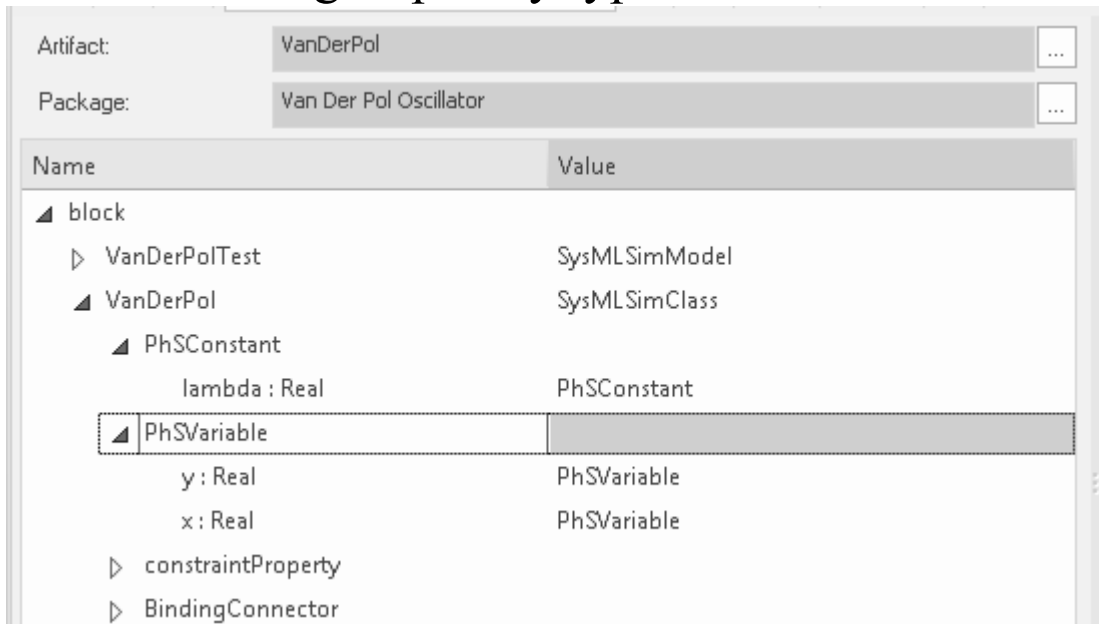 Artifact: VanDerPol ...
Package: Van Der Pol Oscillator ...
Name Value
block
VanDerPolTest SysMLSimModel
VanDerPol SysMLSimClass
PhSConstant
lambda : Real PhSConstant
PhSVariable
y : Real PhSVariable
x : Real PhSVariable
constraintProperty
BindingConnector